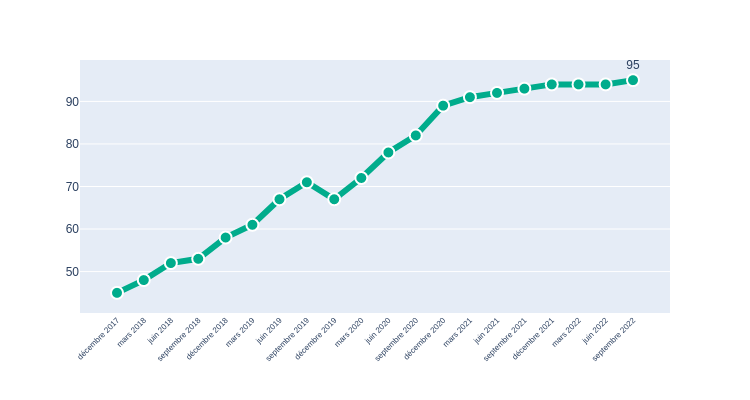 95
90
80
70
60
50
décembre 2017
mars 2018
juin 2018
septembre 2018
décembre 2018
mars 2019
juin 2019
septembre 2019
décembre 2019
mars 2020
juin 2020
septembre 2020
décembre 2020
mars 2021
juin 2021
septembre 2021
décembre 2021
mars 2022
juin 2022
septembre 2022